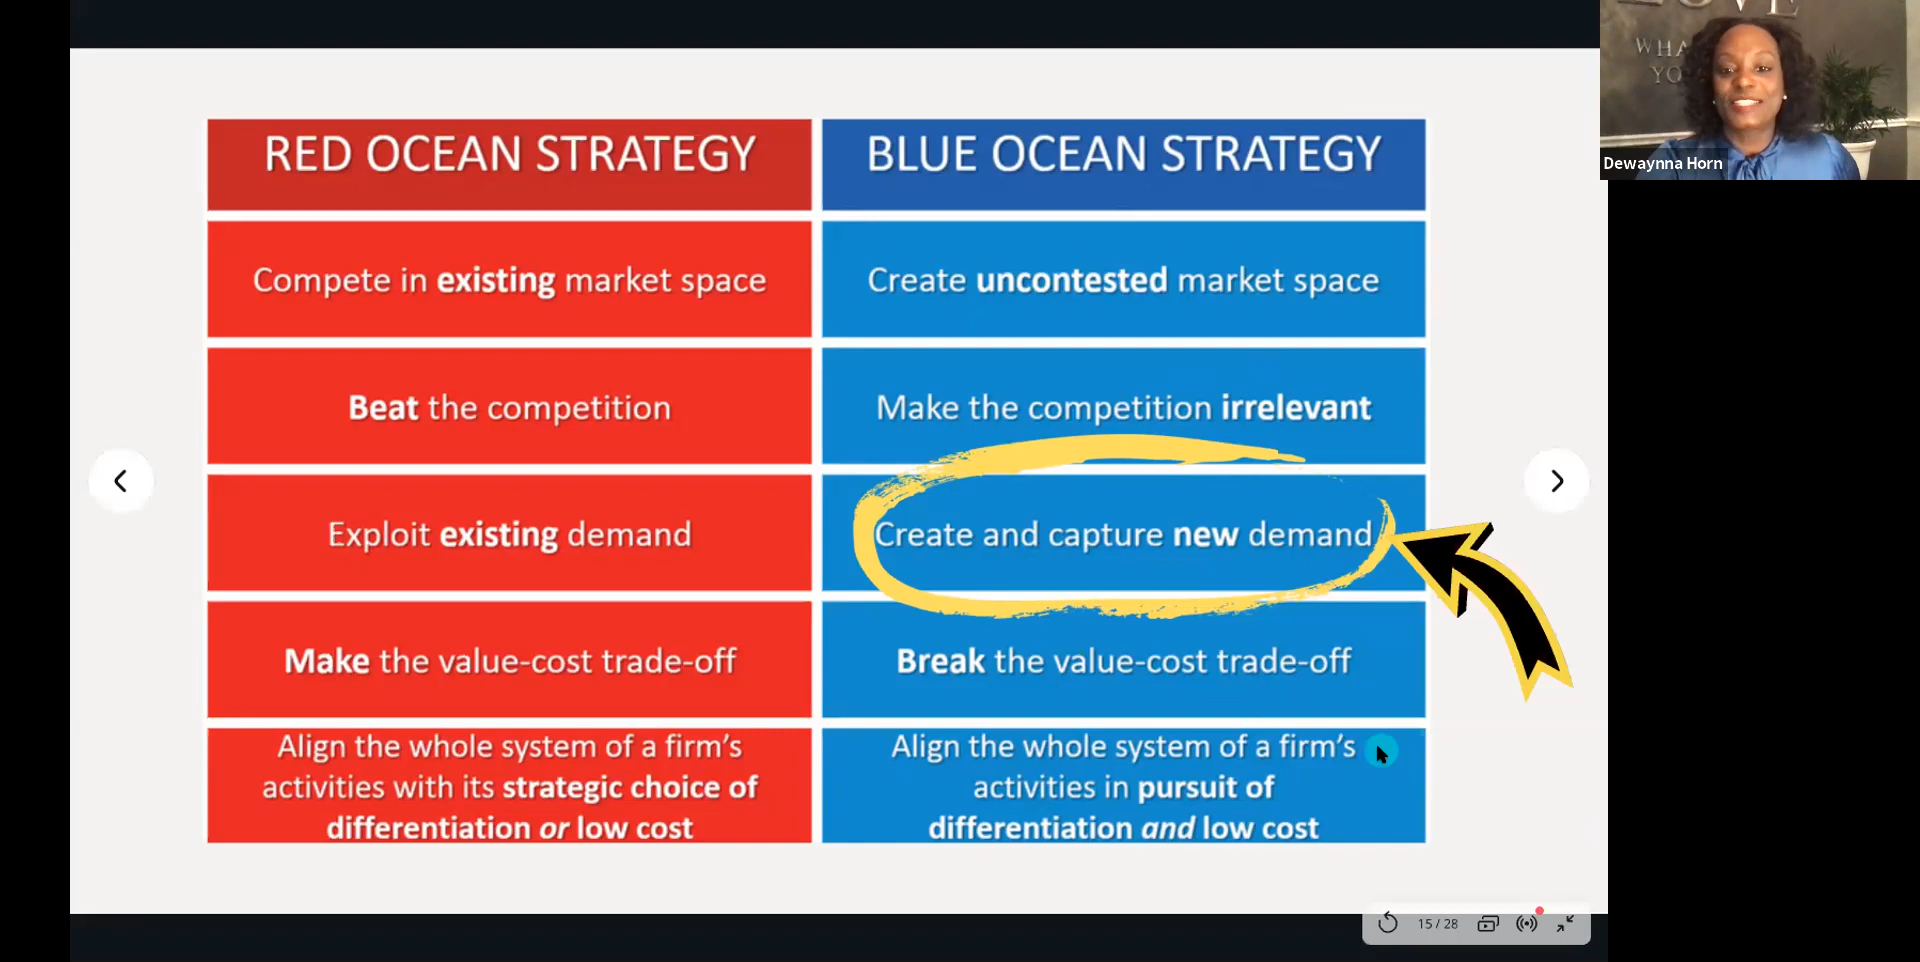 RED OCEAN STRATEGY
BLUE OCEAN STRATEGY
Compete in existing market space
Create uncontested market space
Beat the competition
Make the competition irrelevant
Exploit existing demand
Create and capture new demand
Make the value-cost trade-off
Break the value-cost trade-off
Align the whole system of a firm's
activities with its strategic choice of
differentiation or low cost
Align the whole system of a firm's
activities in pursuit of
differentiation and low cost
Dewaynna Horn
15 / 28